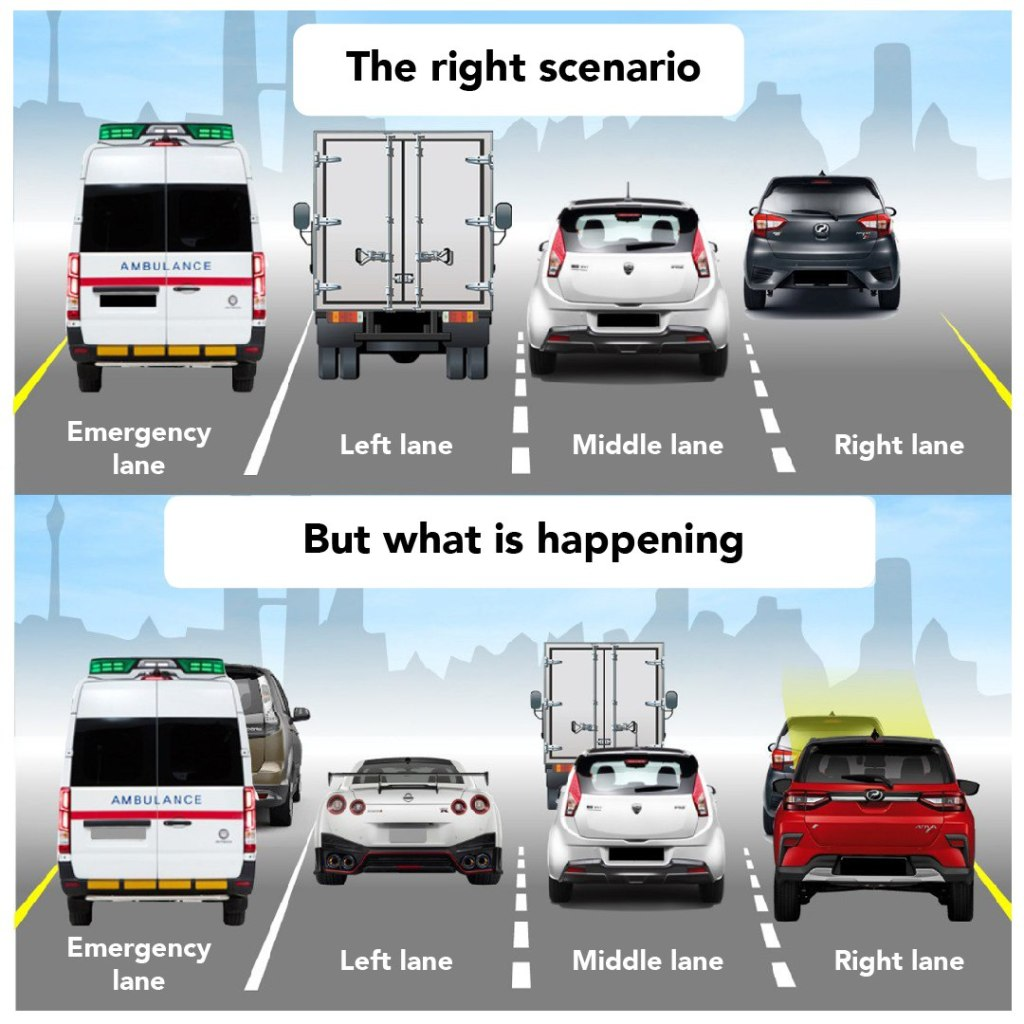 The right scenario
AMBULANCE
Emergency
lane
Left lane
Middle lane
Right lane
But what is happening
AMBULANCE
ATIVA
Emergency
lane
Left lane
Middle lane
Right lane